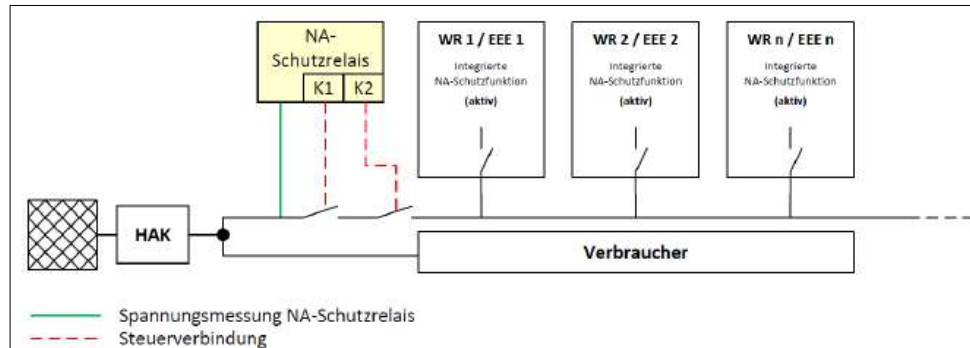 NA-
Schutzrelais
K1 K2
WR 1 / EEE 1
Integrierte
NA-Schutzfunktion
(aktiv)
WR 2 / EEE 2
Integrierte
NA-Schutzfunktion
(aktiv)
WR n / EEE n
Integrierte
NA-Schutzfunktion
(aktiv)
HAK
Verbraucher
Spannungsmessung NA-Schutzrelais
Steuerverbindung